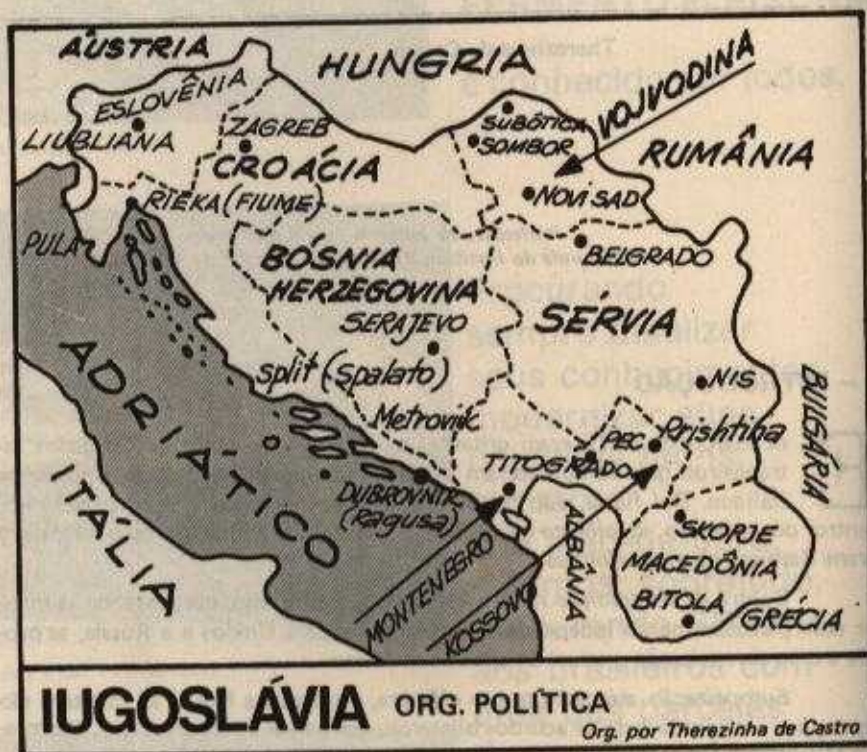 ÁUSTRIA
HUNGRIA
ESLOVÊNIA
LIUBLIANA
ZAGREB
CROÁCIA
SUBÓTICA
SOMBOR
VOJVODINA
RUMÂNIA
RIEKA (FIUME)
NOVI SAD
PULA
BÓSNIA
HERZEGOVINA
BELGRADO
SERAJEVO
SÉRVIA
Split (Spalato)
NIS
Metrovik
PEC
Prishtina
BULGÁRIA
ADRIÁTICO
TITOGRADO
DUBROVNIK
(Ragusa)
ITÁLIA
ALBÂNIA
SKOPJE
MACEDÔNIA
MONTENEGRO
KOSSOVO
BITOLA
GRÉCIA
IUGOSLÁVIA ORG. POLÍTICA
Org. por Therezinha de Castro